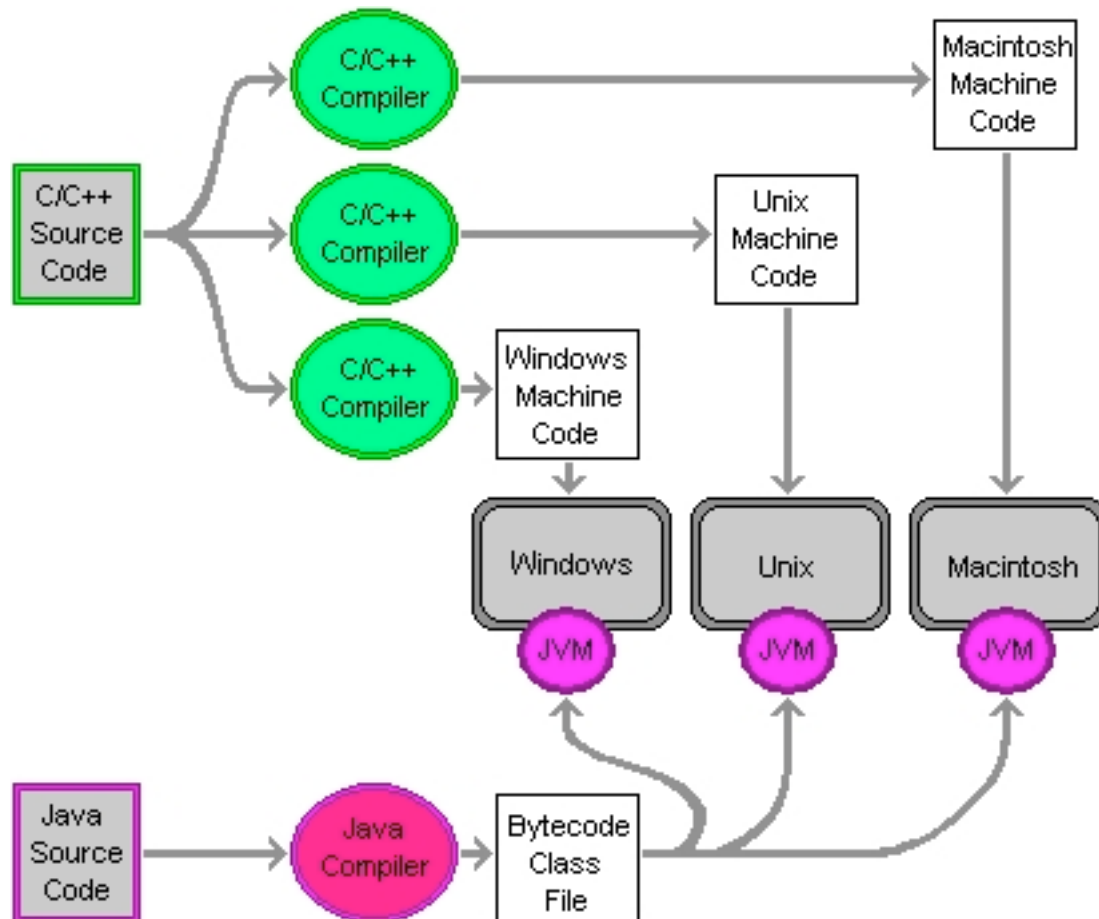 C/C++
Compiler
Macintosh
Machine
Code
C/C++
Source
Code
C/C++
Compiler
Unix
Machine
Code
C/C++
Compiler
Windows
Machine
Code
Windows
Unix
Macintosh
JVM
JVM
JVM
Java
Source
Code
Java
Compiler
Bytecode
Class
File